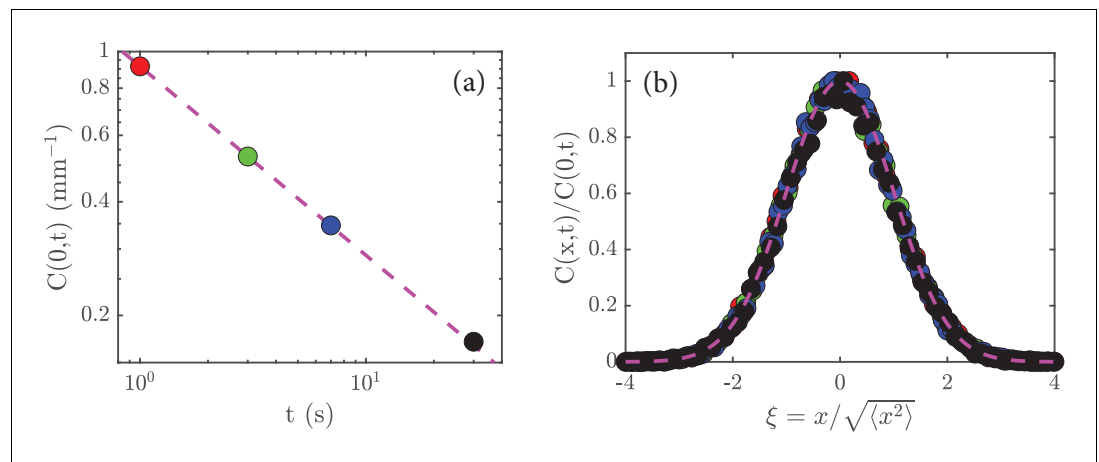 (a)
1
0.8
0.6
0.4
0.2
C(0,t) (mm⁻¹)
10⁰ 10¹
t (s)
(b)
1
0.8
0.6
0.4
0.2
0
C(x,t)/C(0,t)
-4 -2 0 2 4
ξ = x/√⟨x²⟩